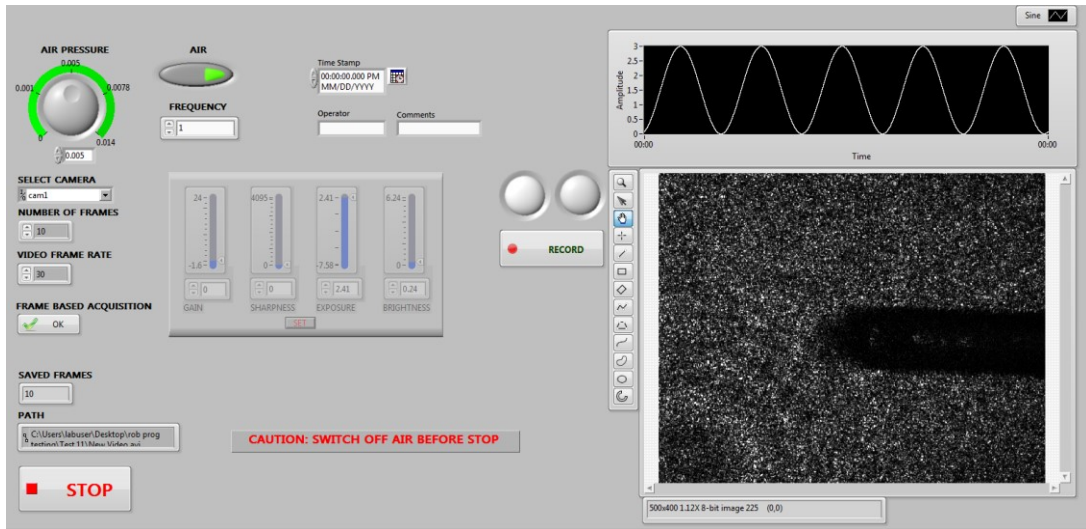 Sine
AIR PRESSURE
0.005
0.001
0.0078
0
0.014
0.005
AIR
FREQUENCY
1
Time Stamp
00:00:00.000 PM
MM/DD/YYYY
Operator
Comments
SELECT CAMERA
cam1
NUMBER OF FRAMES
10
VIDEO FRAME RATE
30
FRAME BASED ACQUISITION
OK
24
-1.6
0
GAIN
4095
0
0
SHARPNESS
2.41
-7.58
2.41
EXPOSURE
6.24
0
0.24
BRIGHTNESS
SET
RECORD
SAVED FRAMES
10
PATH
C:\Users\labuser\Desktop\rob prog
testing\Test 11\New Video.avi
CAUTION: SWITCH OFF AIR BEFORE STOP
STOP
Amplitude
3
2.5
2
1.5
1
0.5
0
00:00
00:00
Time
500x400 1.12X 8-bit image 225 (0,0)